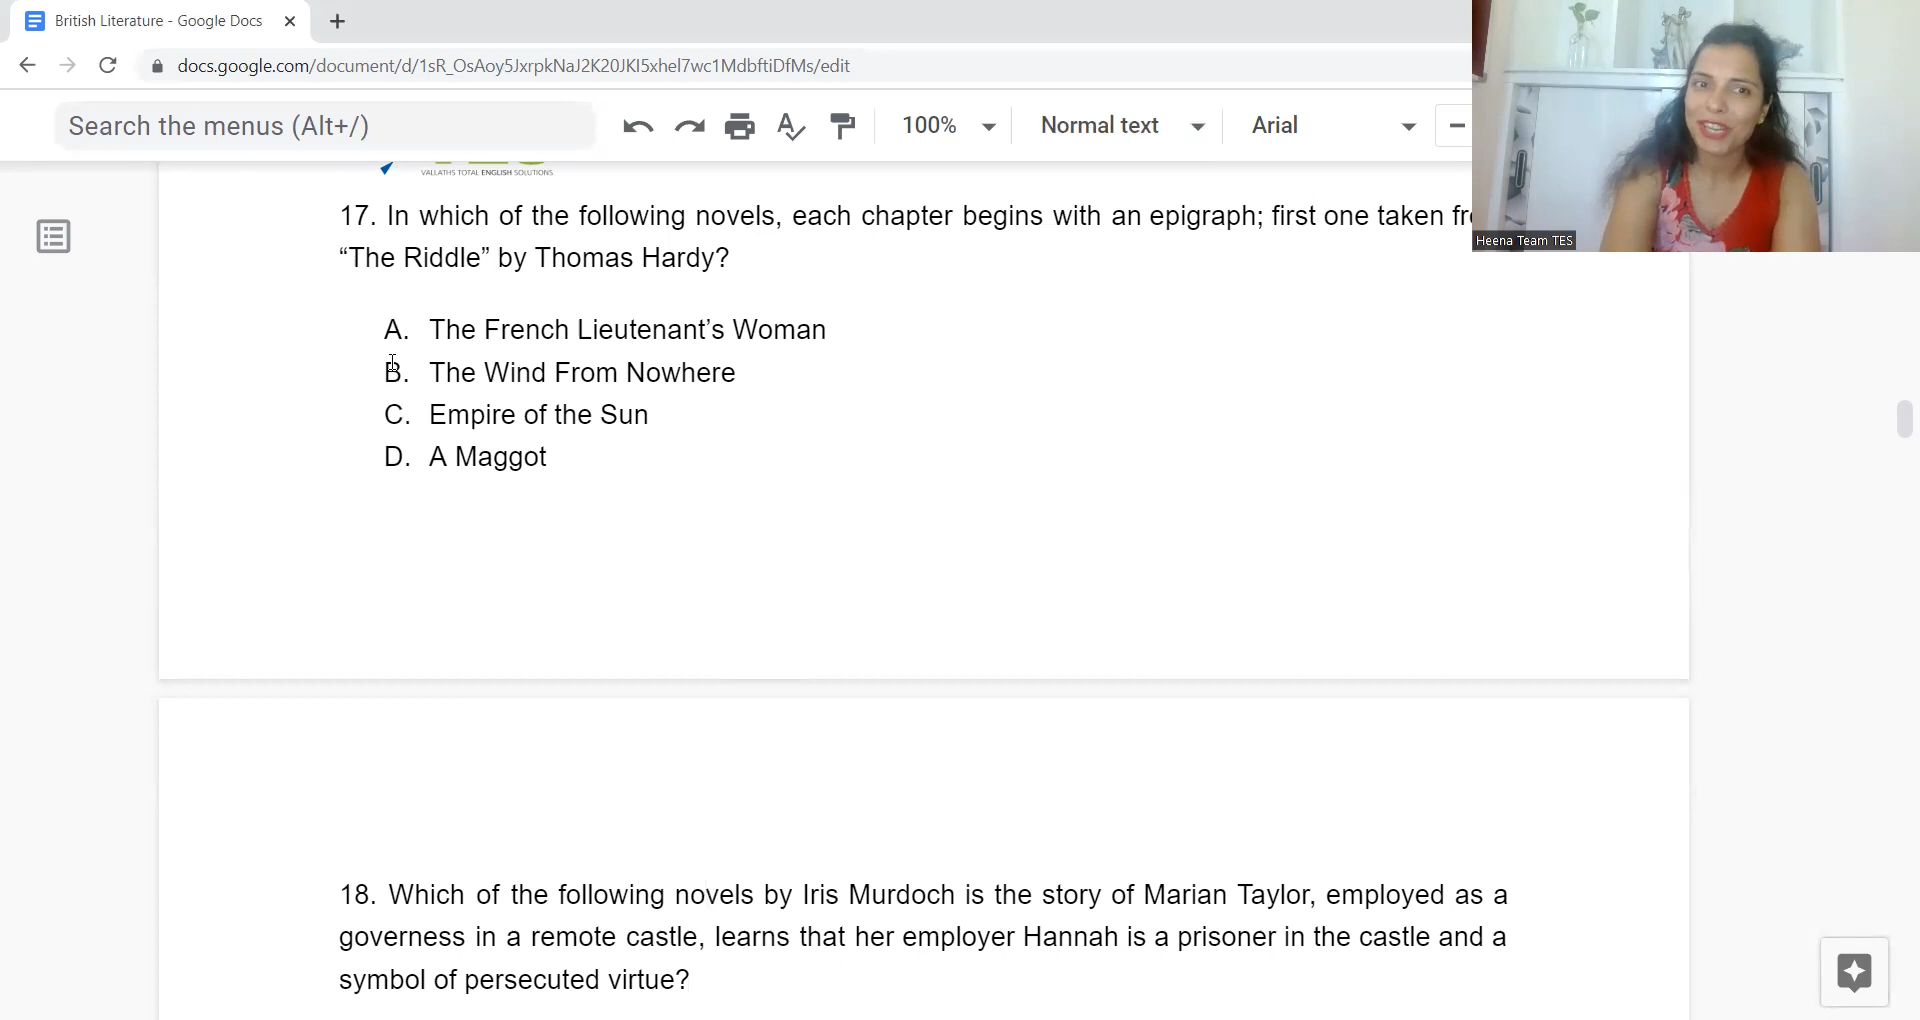 British Literature - Google Docs
docs.google.com/document/d/1sR_OsAoy5JxrpkNaJ2K20JKI5xhel7wc1MdbftiDfMs/edit
Search the menus (Alt+/)
100%
Normal text
Arial
VALLATHS TOTAL ENGLISH SOLUTIONS
Heena Team TES
17. In which of the following novels, each chapter begins with an epigraph; first one taken
“The Riddle” by Thomas Hardy?
A. The French Lieutenant’s Woman
B. The Wind From Nowhere
C. Empire of the Sun
D. A Maggot
18. Which of the following novels by Iris Murdoch is the story of Marian Taylor, employed as a
governess in a remote castle, learns that her employer Hannah is a prisoner in the castle and a
symbol of persecuted virtue?